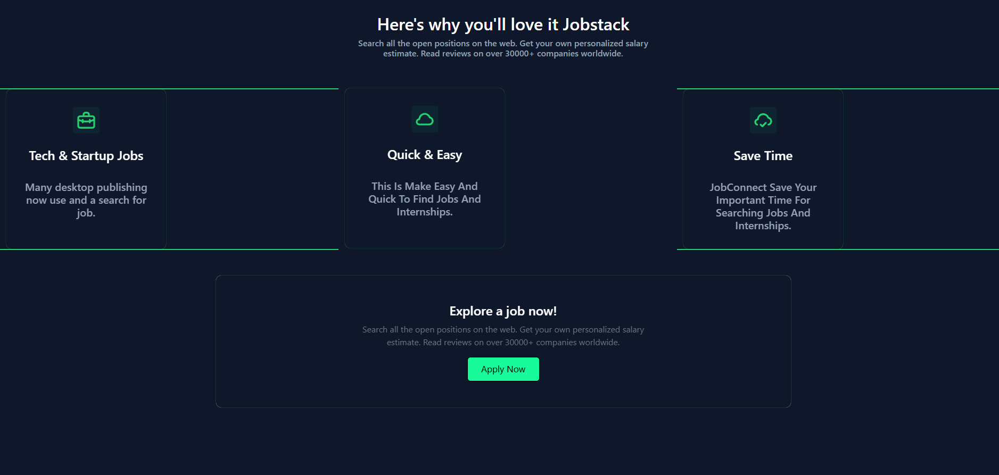 Here's why you'll love it Jobstack
Search all the open positions on the web. Get your own personalized salary
estimate. Read reviews on over 30000+ companies worldwide.
Tech & Startup Jobs
Many desktop publishing
now use and a search for
job.
Quick & Easy
This Is Make Easy And
Quick To Find Jobs And
Internships.
Save Time
JobConnect Save Your
Important Time For
Searching Jobs And
Internships.
Explore a job now!
Search all the open positions on the web. Get your own personalized salary
estimate. Read reviews on over 30000+ companies worldwide.
Apply Now